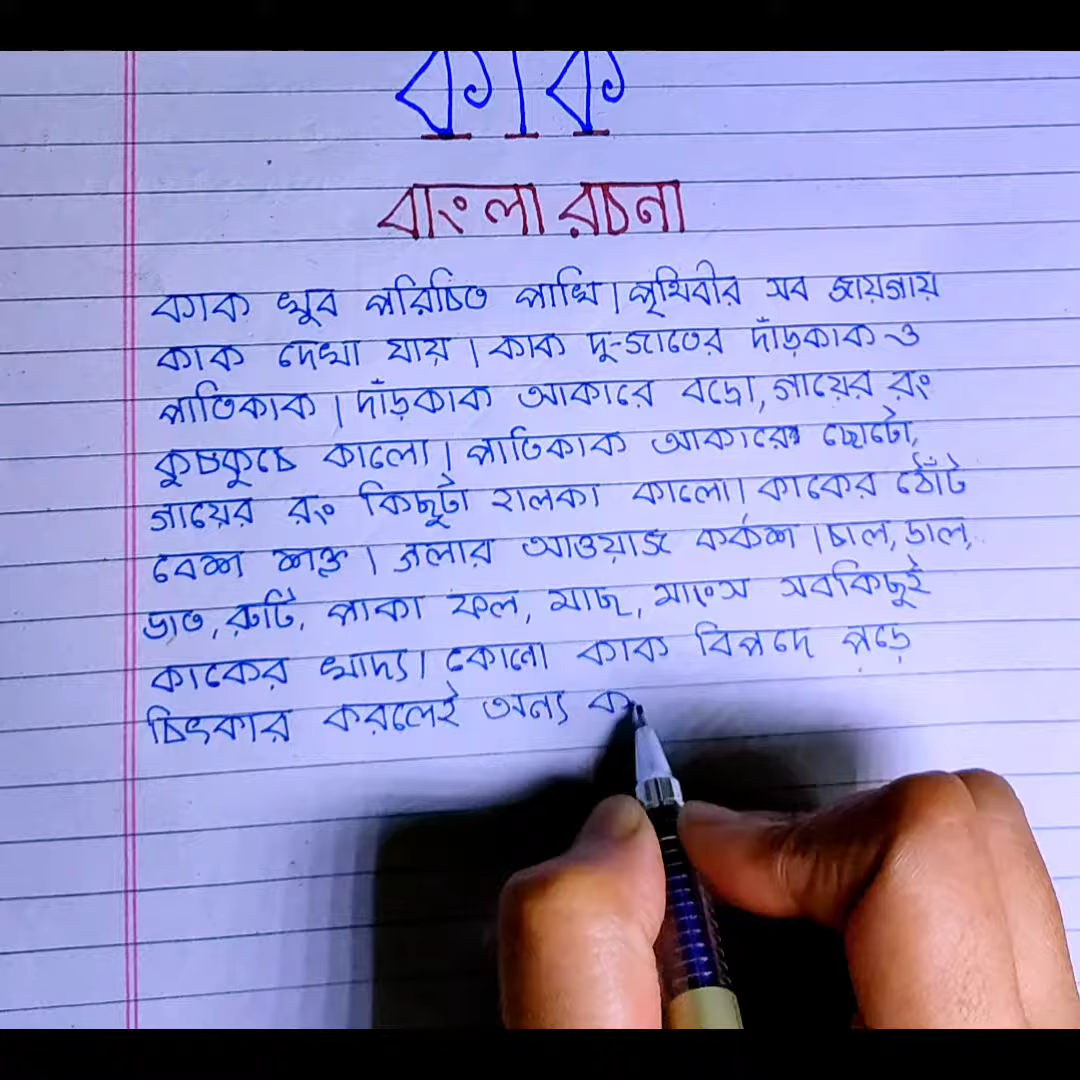 কাক
বাংলা রচনা
কাক খুব পরিচিত পাখি। পৃথিবীর সব জায়গায়
কাক দেখা যায়। কাক দু-জাতের দাঁড়কাক ও
পাতিকাক। দাঁড়কাক আকারে বড়ো, গায়ের রং
কুচকুচে কালো। পাতিকাক আকারে ছোটো,
গায়ের রং কিছুটা হালকা কালো। কাকের ঠোঁট
বেশ শক্ত। গলার আওয়াজ কর্কশ। চাল, ডাল,
ভাত, রুটি, পাকা ফল, মাছ, মাংস সবকিছুই
কাকের খাদ্য। কোনো কাক বিপদে পড়ে
চিৎকার করলেই অন্য